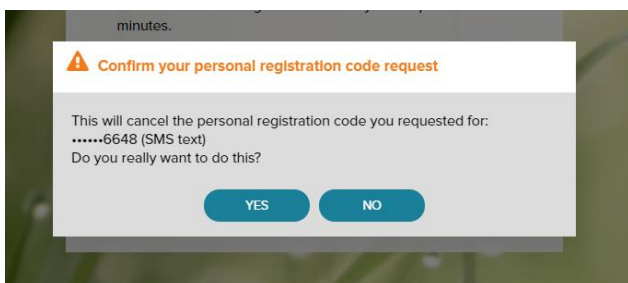 minutes.
Confirm your personal registration code request
This will cancel the personal registration code you requested for:
••••••6648 (SMS text)
Do you really want to do this?
YES NO